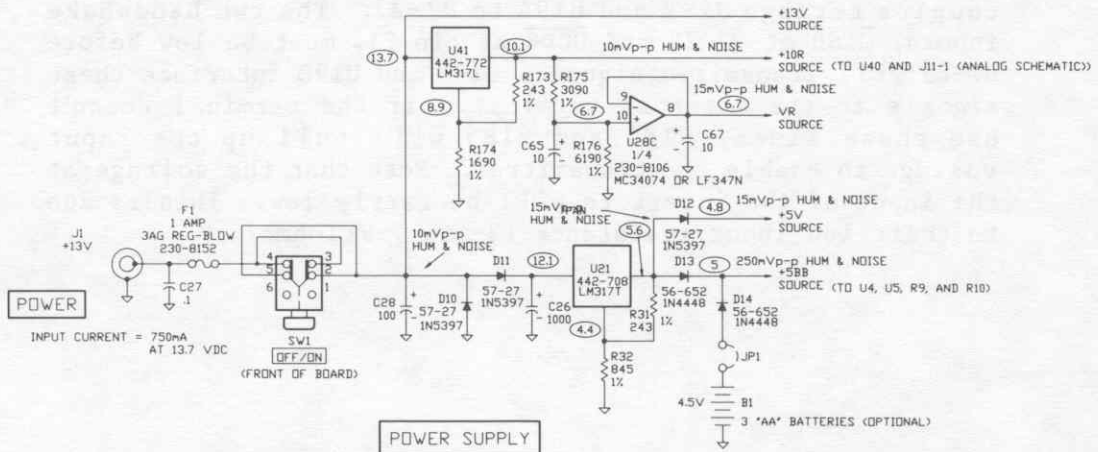 POWER
J1
+13V
C27
.1
F1
1 AMP
3AG REG-BLOW
230-8152
INPUT CURRENT = 750mA
AT 13.7 VDC
4
5
6
3
2
1
SW1
OFF/ON
(FRONT OF BOARD)
13.7
U41
442-772
LM317L
10.1
8.9
R173
243
1%
R174
1690
1%
R175
3090
1%
6.7
C65
10
+
-
R176
6190
1%
10mVp-p HUM & NOISE
9
10
-
+
8
U28C
1/4
230-8106
MC34074 OR LF347N
C67
10
+
-
+13V
SOURCE
+10R
SOURCE (TO U40 AND J11-1 (ANALOG SCHEMATIC))
15mVp-p HUM & NOISE
6.7
VR
SOURCE
10mVp-p
HUM & NOISE
C28
100
+
-
D10
57-27
1N5397
D11
57-27
1N5397
12.1
C26
1000
+
-
U21
442-708
LM317T
4.4
R32
845
1%
R31
243
1%
15mVp-p
HUM & NOISE
5.6
D12
57-27
1N5397
4.8
15mVp-p HUM & NOISE
+5V
SOURCE
D13
56-652
1N4448
5
250mVp-p HUM & NOISE
+5BB
SOURCE
(TO U4, U5, R9, AND R10)
D14
56-652
1N4448
JP1
4.5V
B1
3 "AA" BATTERIES (OPTIONAL)
POWER SUPPLY